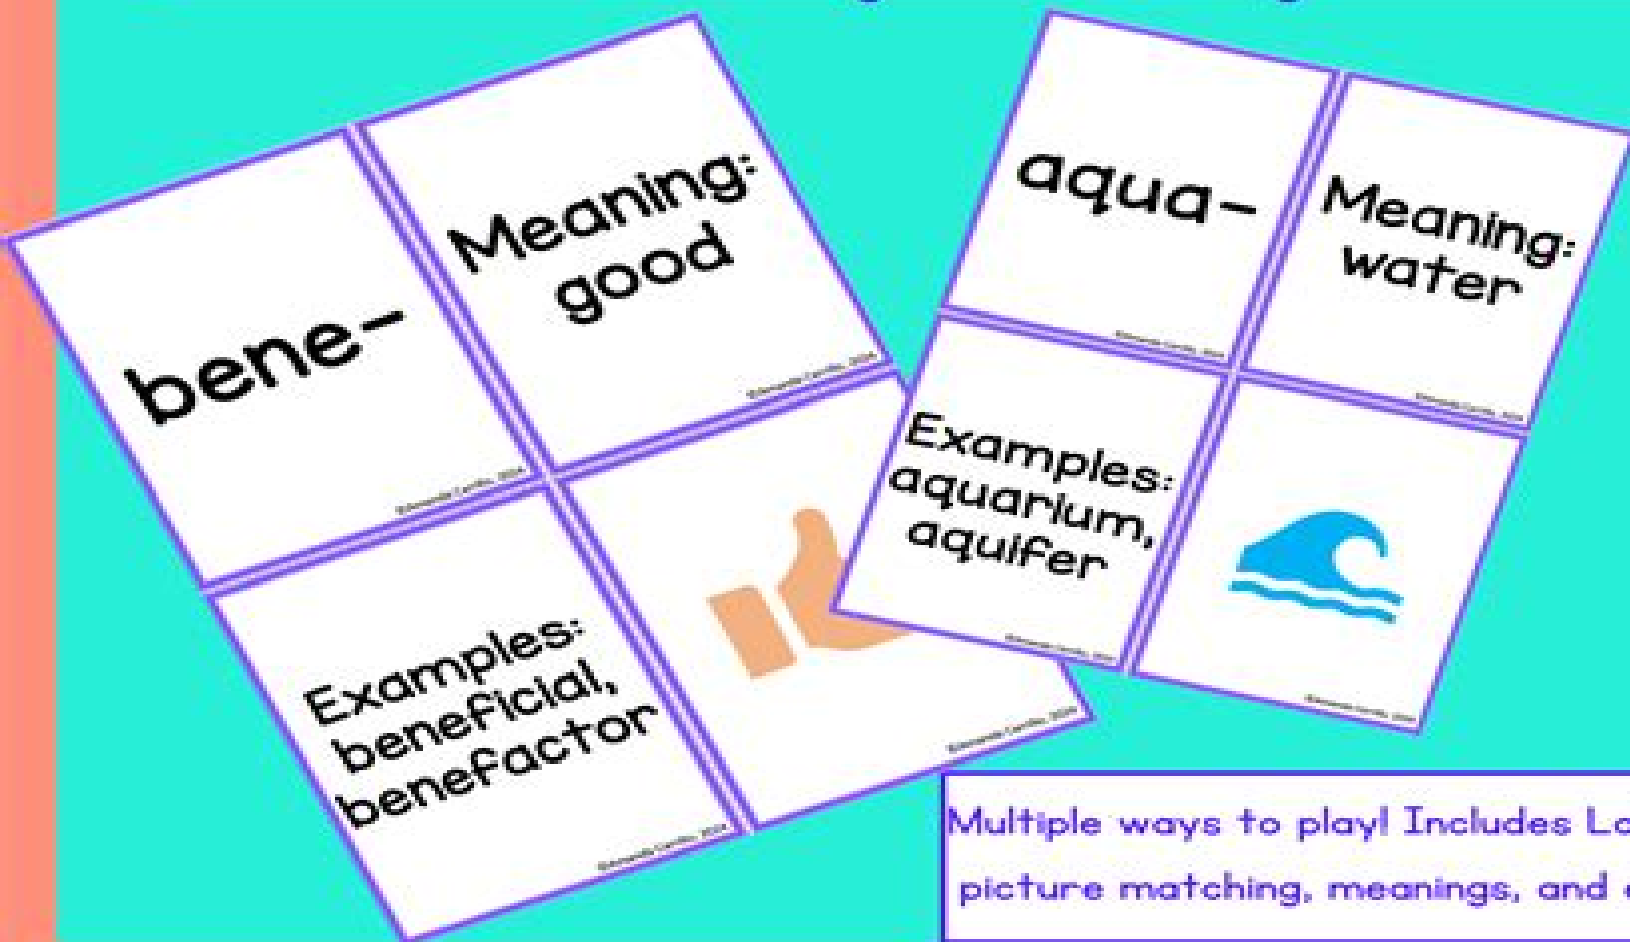 bene-
Meaning:
good
Examples:
beneficial,
benefactor
aqua-
Meaning:
water
Examples:
aquarium,
aquifer
Multiple ways to play! Includes
picture matching, meanings, and